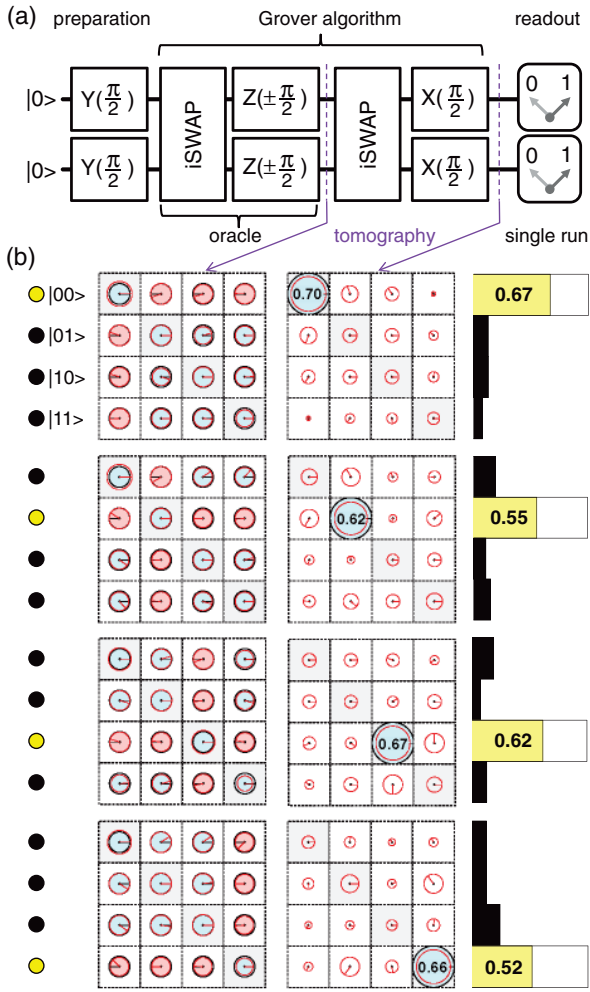 (a) preparation Grover algorithm readout
|0> Y(π/2) iSWAP Z(±π/2) iSWAP X(π/2) 0 1
|0> Y(π/2) Z(±π/2) X(π/2) 0 1
oracle tomography single run
(b)
|00> 0.70 0.67
|01>
|10>
|11>
0.62 0.55
0.67 0.62
0.66 0.52